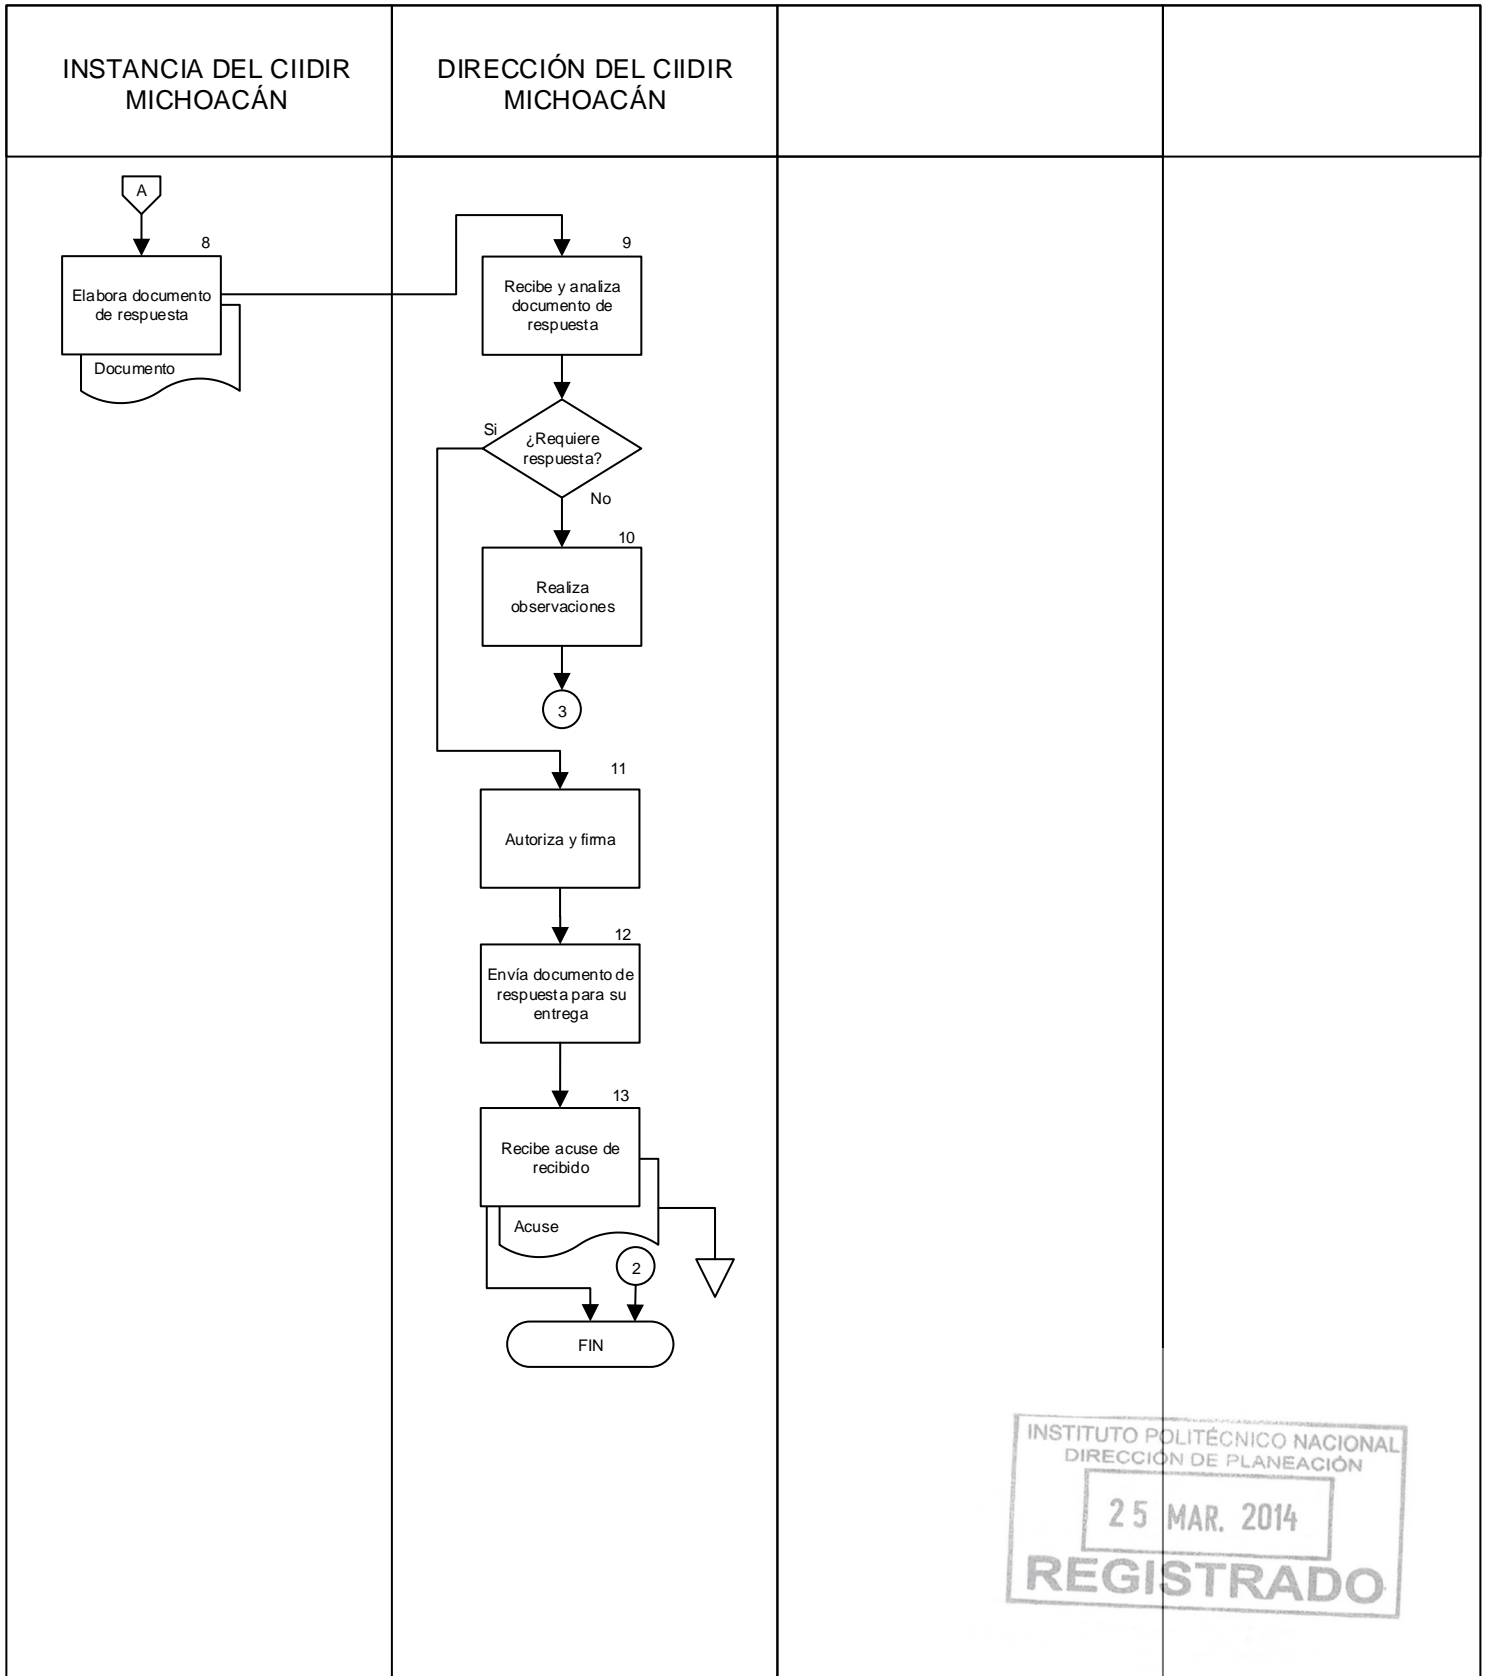 INSTANCIA DEL CIIDIR
MICHOACÁN
DIRECCIÓN DEL CIIDIR
MICHOACÁN
A
8
Elabora documento
de respuesta
Documento
9
Recibe y analiza
documento de
respuesta
Si
¿Requiere
respuesta?
No
10
Realiza
observaciones
3
11
Autoriza y firma
12
Envía documento de
respuesta para su
entrega
13
Recibe acuse de
recibido
Acuse
2
FIN
INSTITUTO POLITÉCNICO NACIONAL
DIRECCIÓN DE PLANEACIÓN
25 MAR. 2014
REGISTRADO